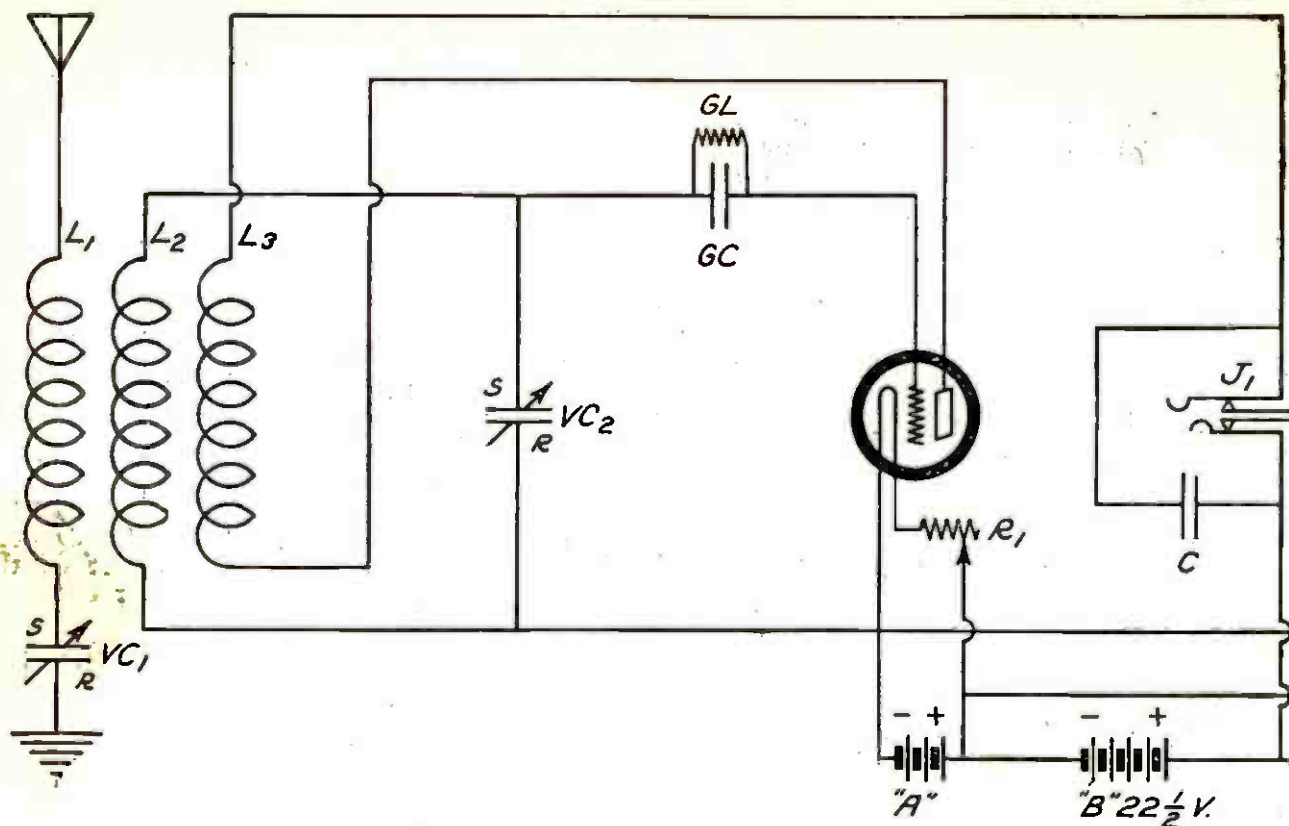 GL
GC
L1
L2
L3
S
VC2
R
J1
C
R1
S
VC1
R
- +
- +
"A"
"B" 22 1/2 V.